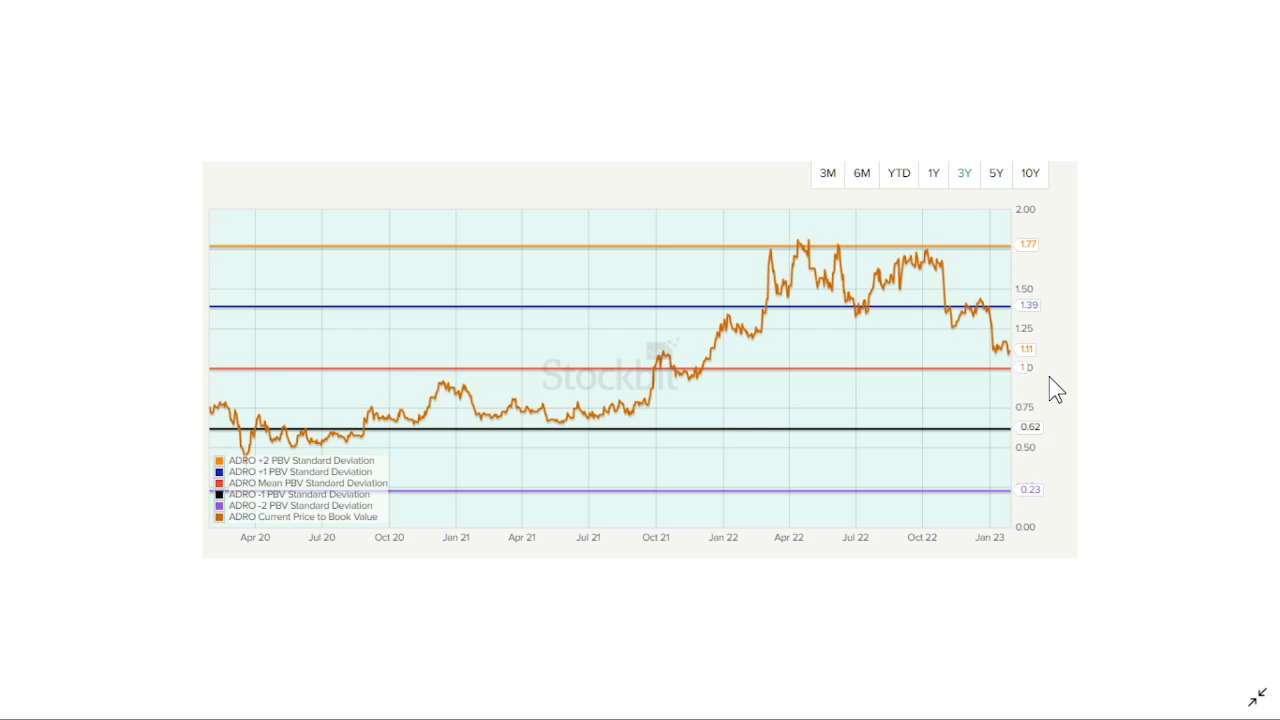 3M 6M YTD 1Y 3Y 5Y 10Y
2.00
1.77
1.50
1.39
1.25
1.11
1.0
0.75
0.62
0.50
0.23
0.00
Stockbit
ADRO +2 PBV Standard Deviation
ADRO +1 PBV Standard Deviation
ADRO Mean PBV Standard Deviation
ADRO -1 PBV Standard Deviation
ADRO -2 PBV Standard Deviation
ADRO Current Price to Book Value
Apr 20 Jul 20 Oct 20 Jan 21 Apr 21 Jul 21 Oct 21 Jan 22 Apr 22 Jul 22 Oct 22 Jan 23